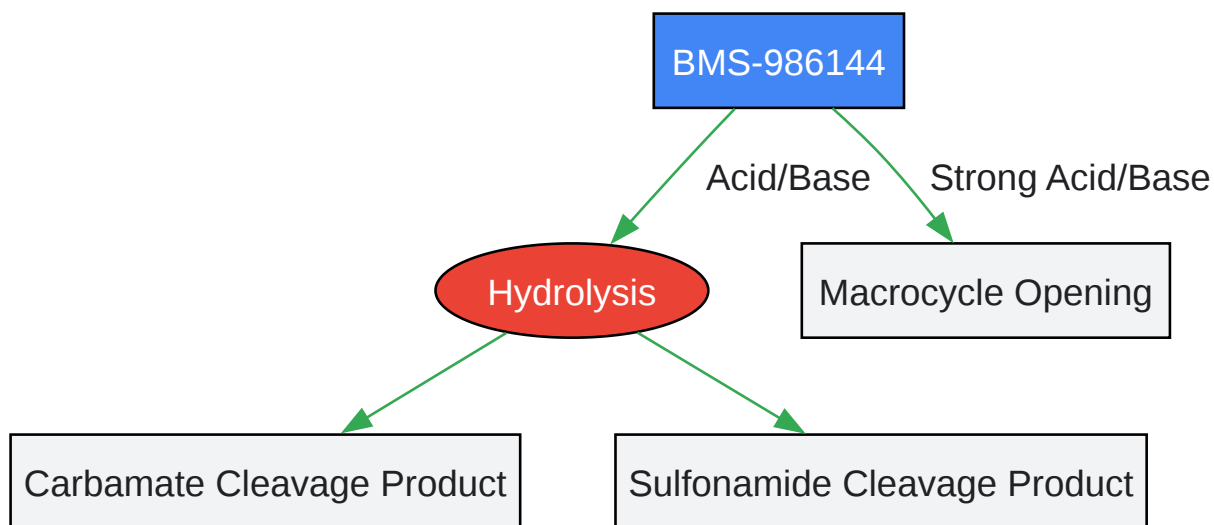 BMS-986144
Acid/Base
Strong Acid/Base
Hydrolysis
Macrocycle Opening
Carbamate Cleavage Product
Sulfonamide Cleavage Product